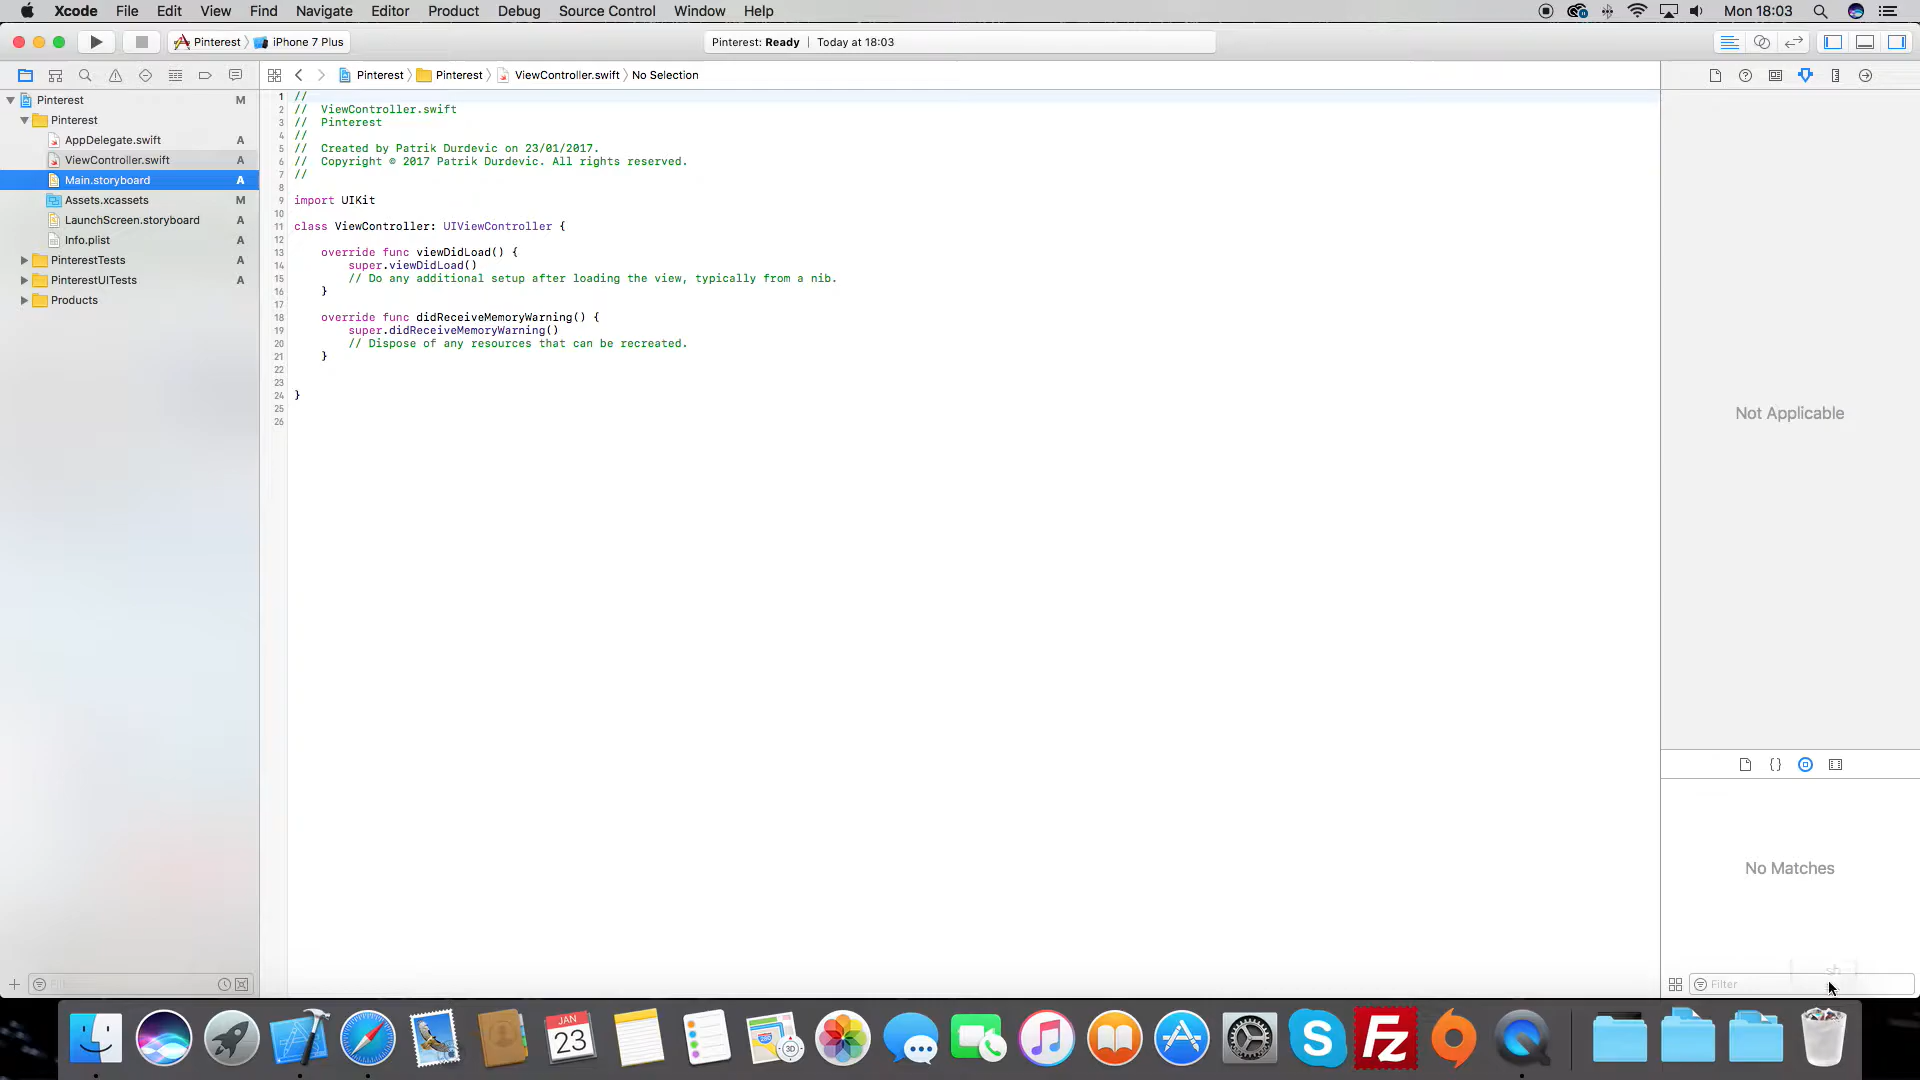 Xcode File Edit View Find Navigate Editor Product Debug Source Control Window Help Mon 18:03
Pinterest iPhone 7 Plus Pinterest: Ready Today at 18:03
Pinterest Pinterest ViewController.swift No Selection
Pinterest M
Pinterest
AppDelegate.swift A
ViewController.swift A
Main.storyboard A
Assets.xcassets M
LaunchScreen.storyboard A
Info.plist A
PinterestTests A
PinterestUITests A
Products
1 //
2 // ViewController.swift
3 // Pinterest
4 //
5 // Created by Patrik Durdevic on 23/01/2017.
6 // Copyright © 2017 Patrik Durdevic. All rights reserved.
7 //
8
9 import UIKit
10
11 class ViewController: UIViewController {
12
13 override func viewDidLoad() {
14 super.viewDidLoad()
15 // Do any additional setup after loading the view, typically from a nib.
16 }
17
18 override func didReceiveMemoryWarning() {
19 super.didReceiveMemoryWarning()
20 // Dispose of any resources that can be recreated.
21 }
22
23
24 }
25
26
Not Applicable
{}
No Matches
Filter
Filter
JAN
23
280
3D
S
Fz